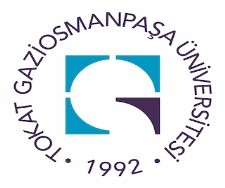 TOKAT GAZİOSMANPAŞA ÜNİVERSİTESİ
• 1992 •